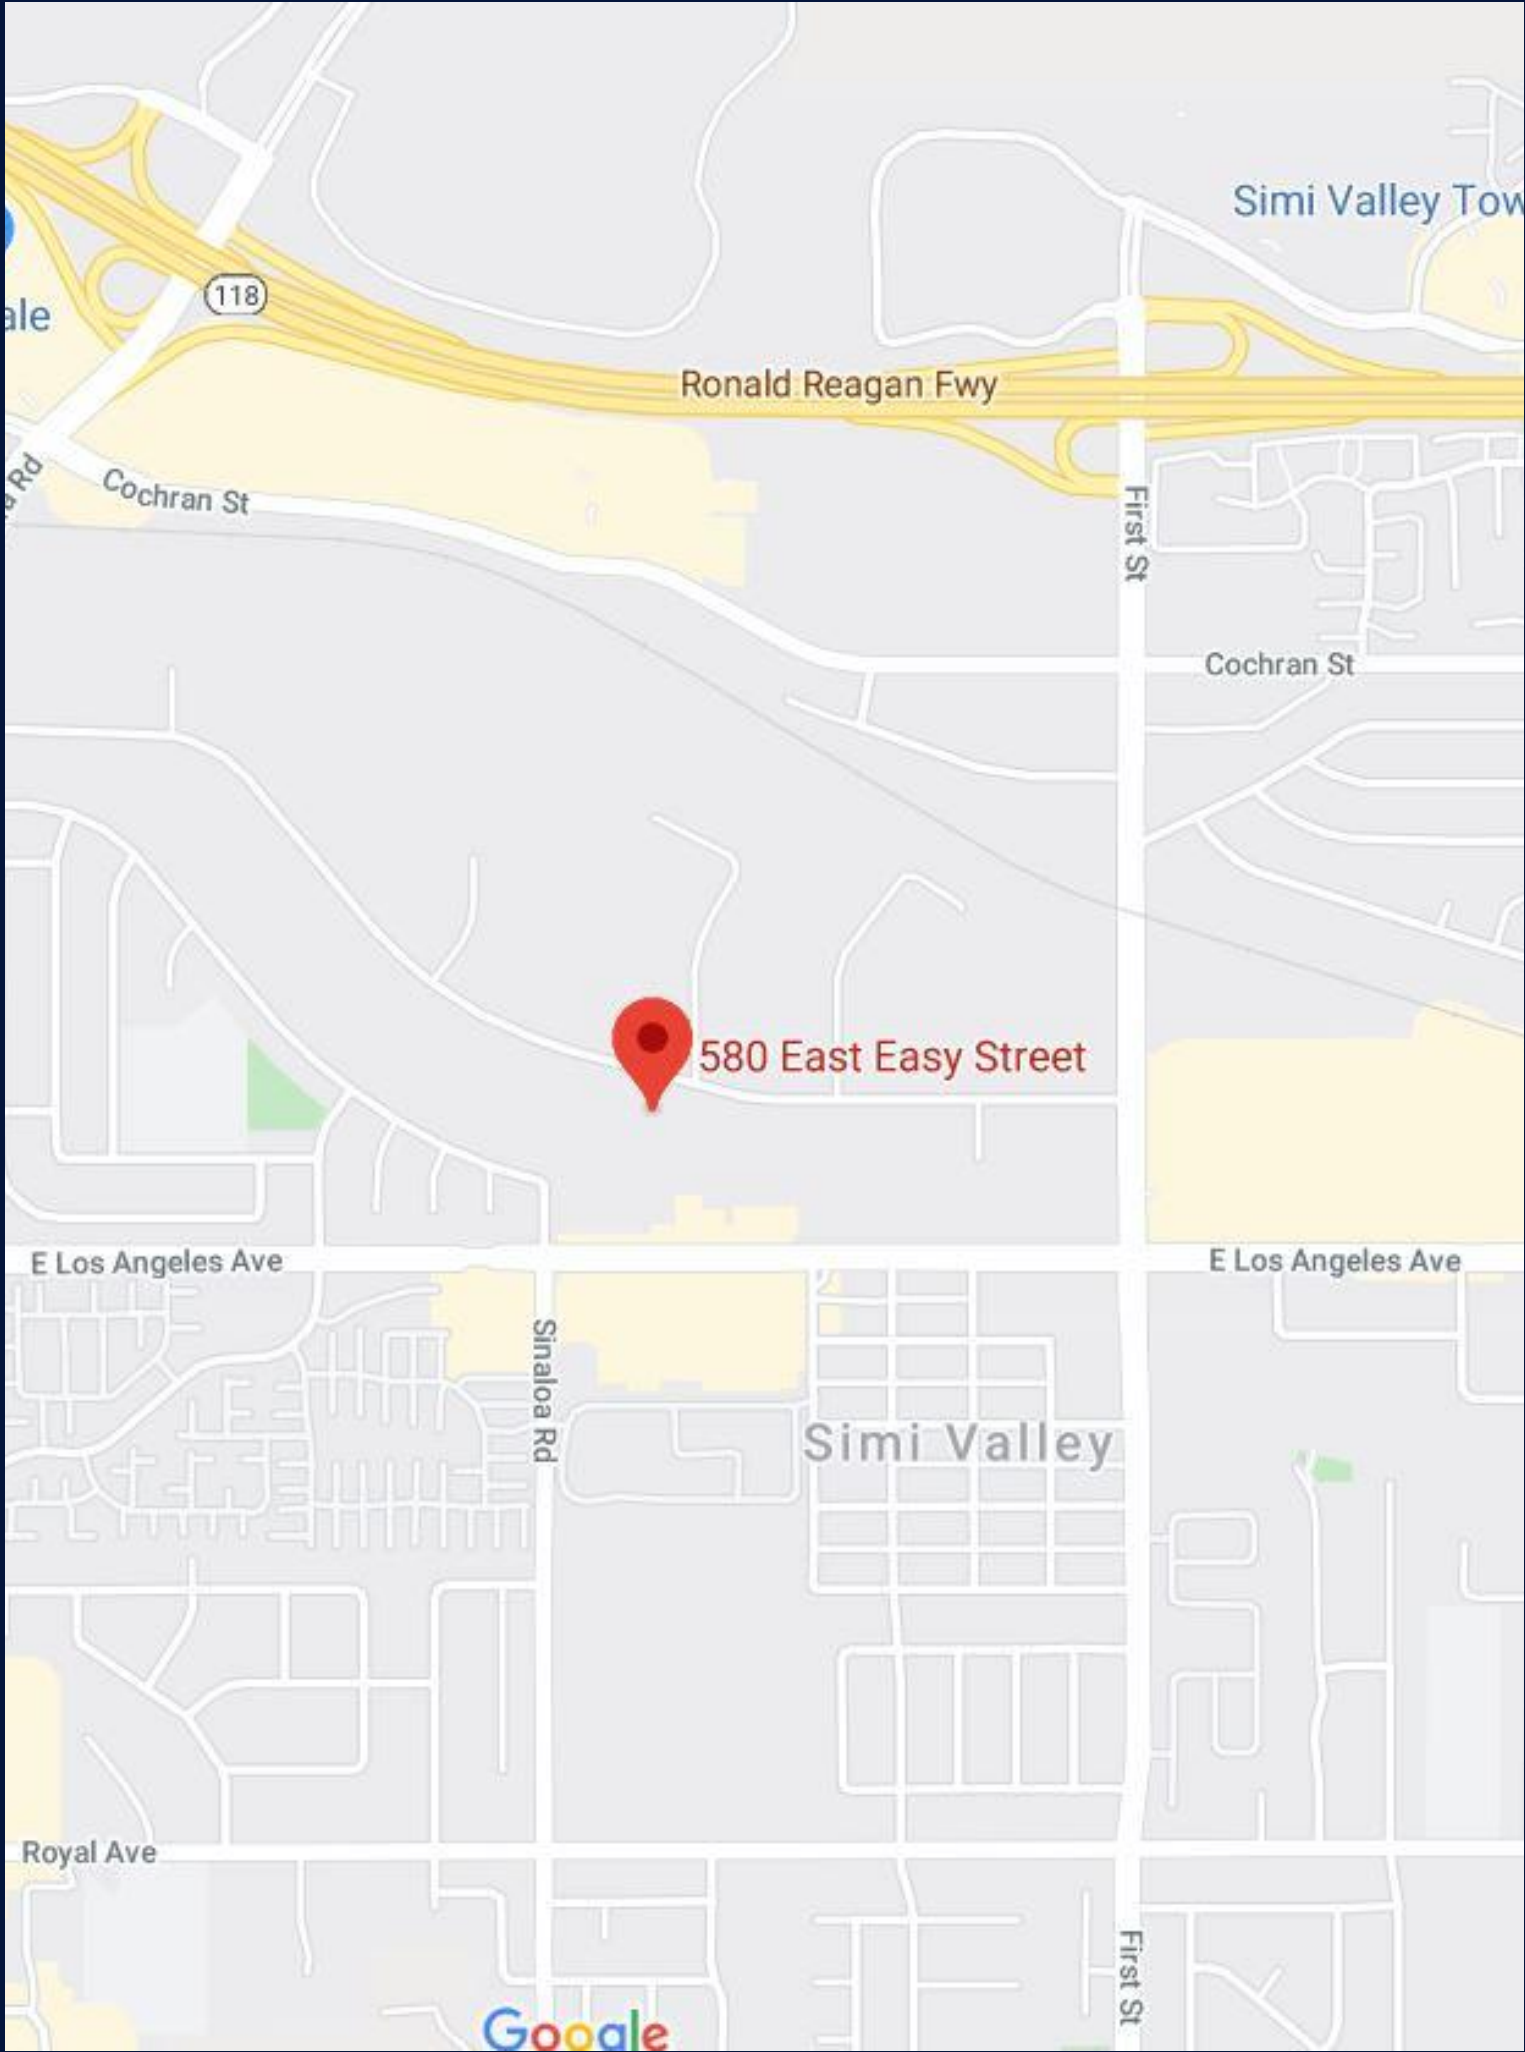 Simi Valley Tow
118
ale
Ronald Reagan Fwy
Cochran St
Rd
First St
Cochran St
580 East Easy Street
E Los Angeles Ave
E Los Angeles Ave
Sinaloa Rd
Simi Valley
Royal Ave
First St
Google